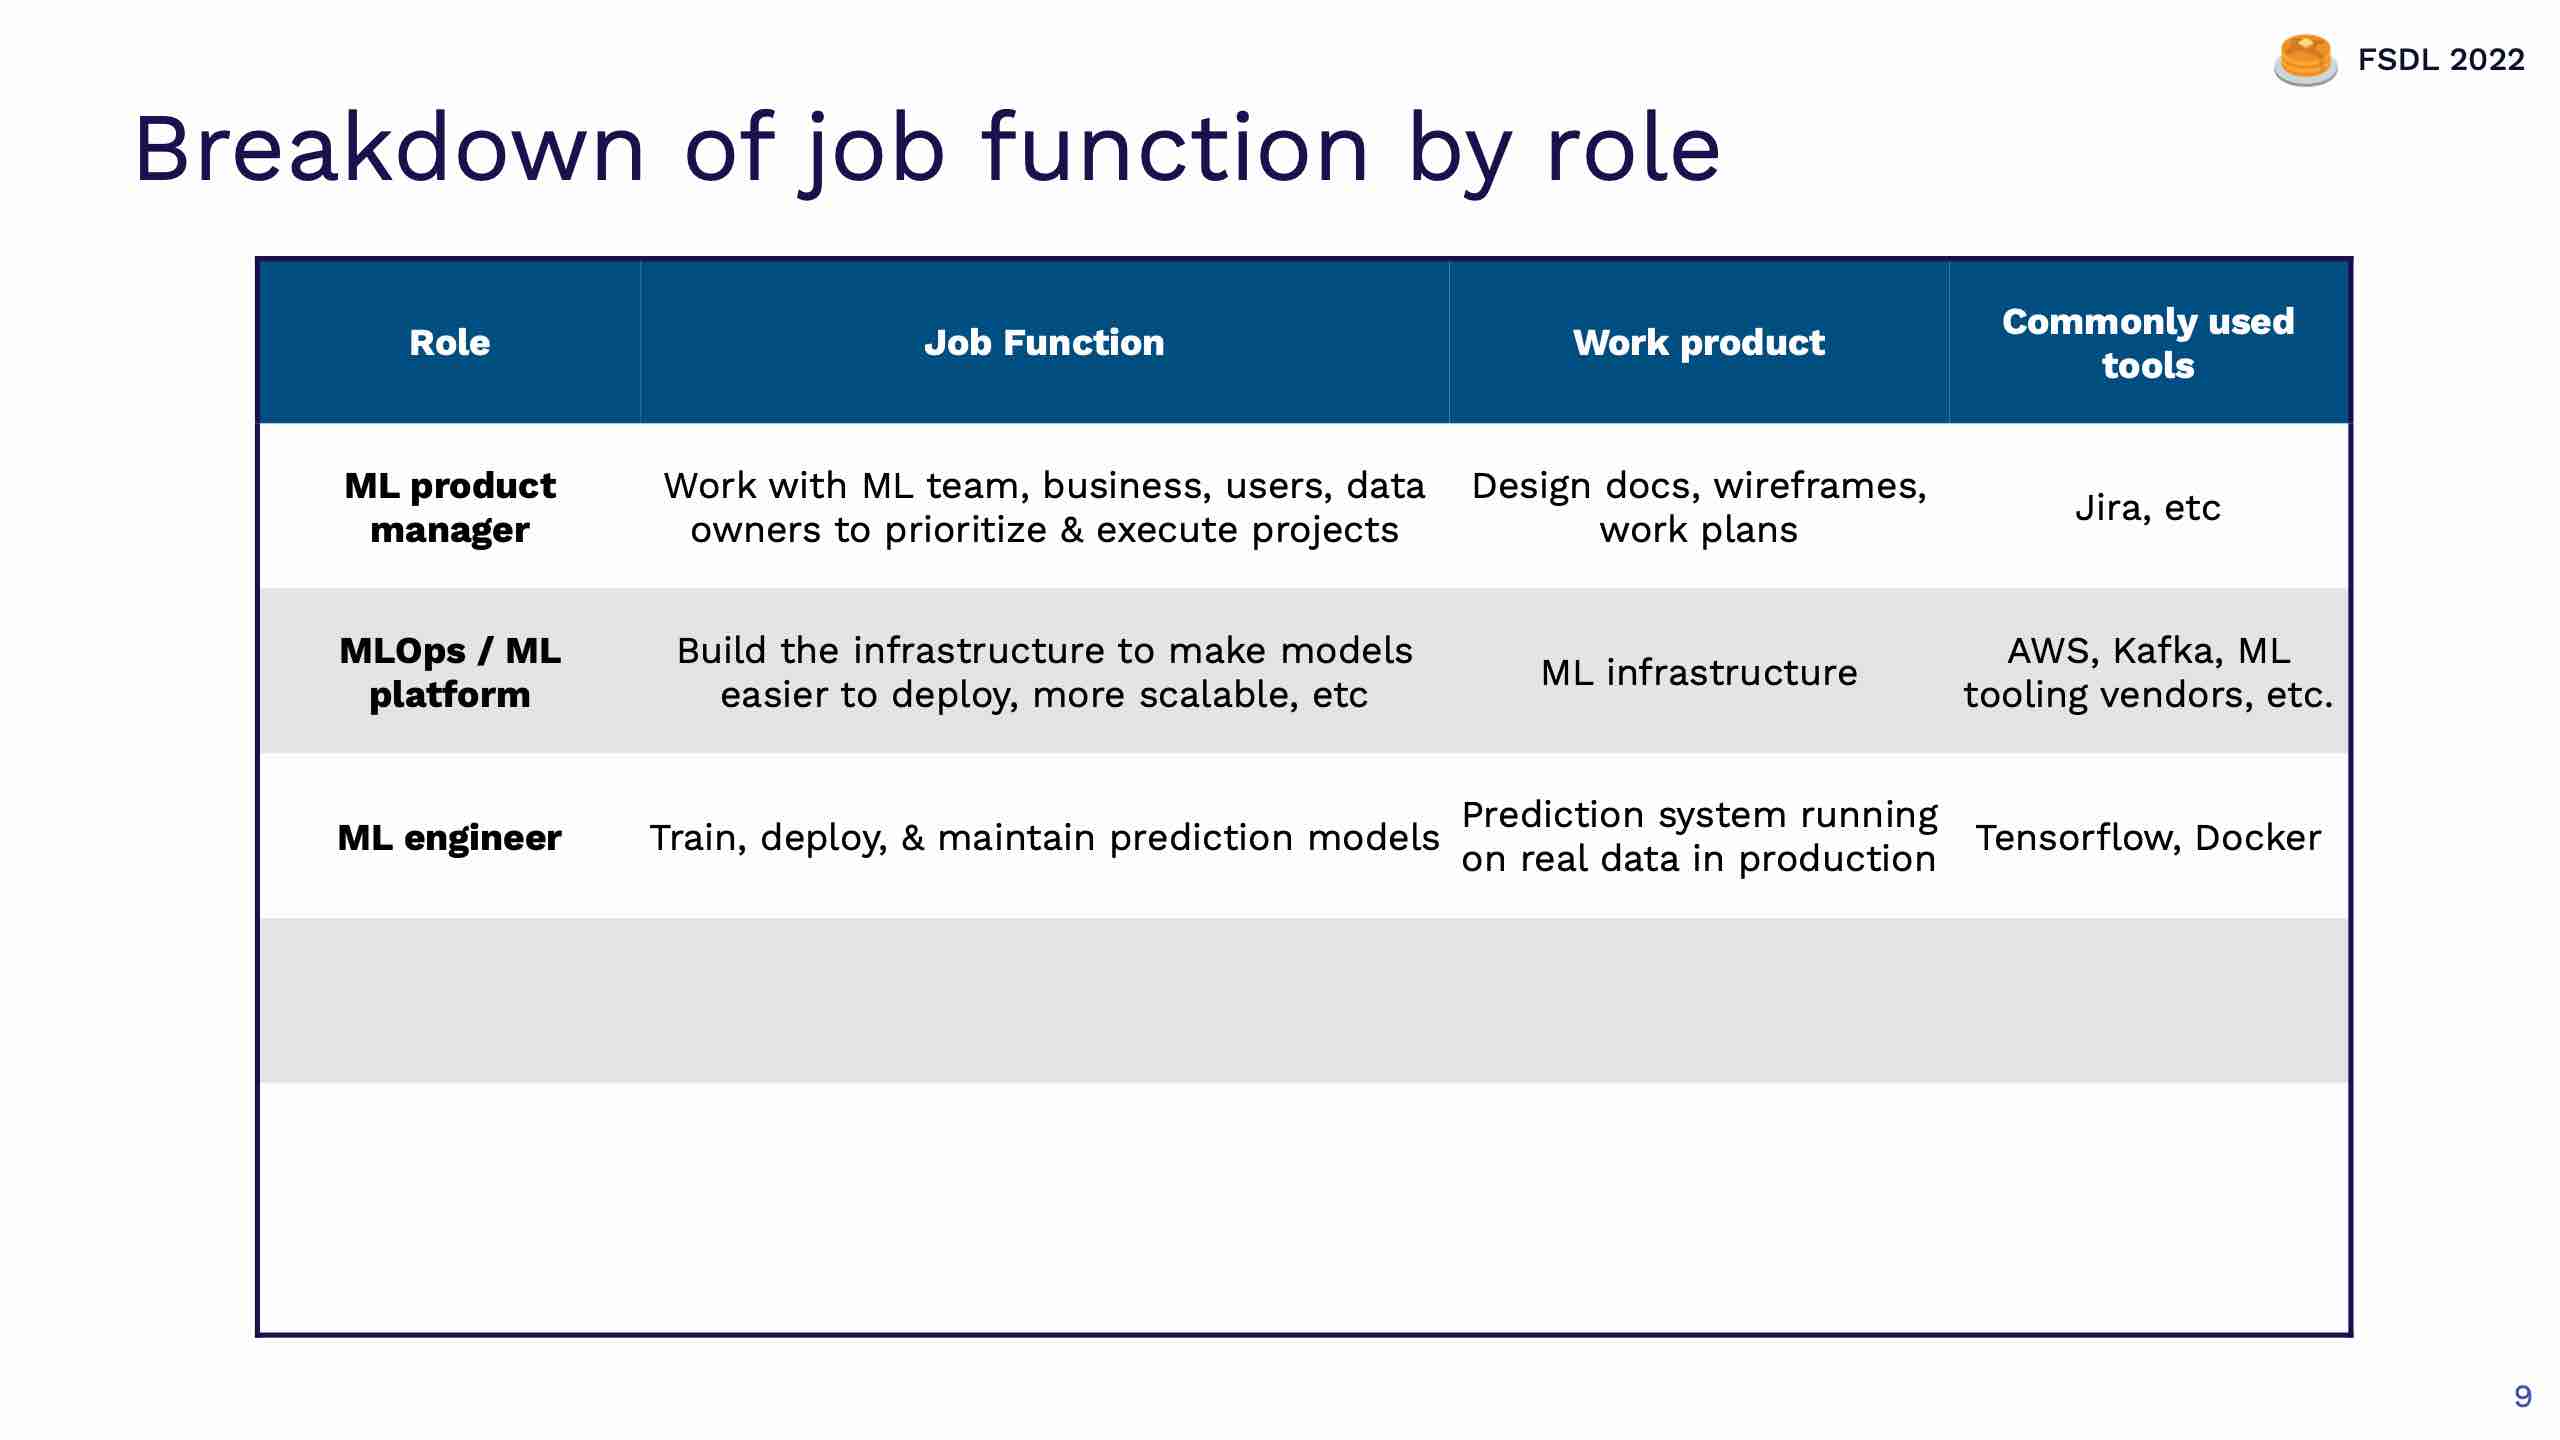 FSDL 2022
Breakdown of job function by role
Role
Job Function
Work product
Commonly used
tools
ML product
manager
Work with ML team, business, users, data
owners to prioritize & execute projects
Design docs, wireframes,
work plans
Jira, etc
MLOps / ML
platform
Build the infrastructure to make models
easier to deploy, more scalable, etc
ML infrastructure
AWS, Kafka, ML
tooling vendors, etc.
ML engineer
Train, deploy, & maintain prediction models
Prediction system running
on real data in production
Tensorflow, Docker
9